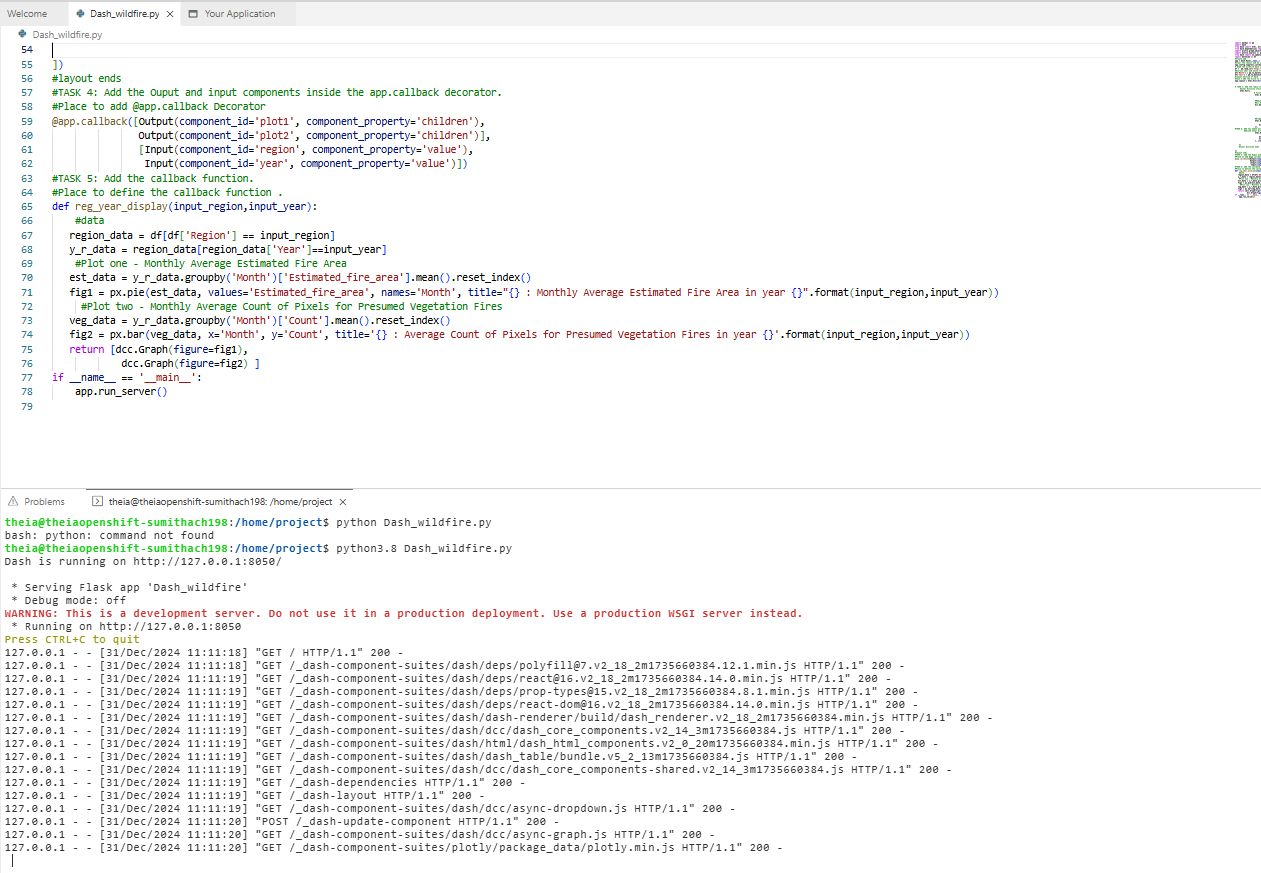 Welcome
Dash_wildfire.py
Your Application
Dash_wildfire.py
54
55 ])
56 #layout ends
57 #TASK 4: Add the Ouput and input components inside the app.callback decorator.
58 #Place to add @app.callback Decorator
59 @app.callback([Output(component_id='plot1', component_property='children'),
60 Output(component_id='plot2', component_property='children')],
61 [Input(component_id='region', component_property='value'),
62 Input(component_id='year', component_property='value')])
63 #TASK 5: Add the callback function.
64 #Place to define the callback function .
65 def reg_year_display(input_region,input_year):
66 #data
67 region_data = df[df['Region'] == input_region]
68 y_r_data = region_data[region_data['Year']==input_year]
69 #Plot one - Monthly Average Estimated Fire Area
70 est_data = y_r_data.groupby('Month')['Estimated_fire_area'].mean().reset_index()
71 fig1 = px.pie(est_data, values='Estimated_fire_area', names='Month', title="{} : Monthly Average Estimated Fire Area in year {}".format(input_region,input_year))
72 #Plot two - Monthly Average Count of Pixels for Presumed Vegetation Fires
73 veg_data = y_r_data.groupby('Month')['Count'].mean().reset_index()
74 fig2 = px.bar(veg_data, x='Month', y='Count', title='{} : Average Count of Pixels for Presumed Vegetation Fires in year {}'.format(input_region,input_year))
75 return [dcc.Graph(figure=fig1),
76 dcc.Graph(figure=fig2) ]
77 if __name__ == '__main__':
78 app.run_server()
79
Problems
theia@theiaopenshift-sumithach198: /home/project
theia@theiaopenshift-sumithach198:/home/project$ python Dash_wildfire.py
bash: python: command not found
theia@theiaopenshift-sumithach198:/home/project$ python3.8 Dash_wildfire.py
Dash is running on http://127.0.0.1:8050/
* Serving Flask app 'Dash_wildfire'
* Debug mode: off
WARNING: This is a development server. Do not use it in a production deployment. Use a production WSGI server instead.
* Running on http://127.0.0.1:8050
Press CTRL+C to quit
127.0.0.1 - - [31/Dec/2024 11:11:18] "GET / HTTP/1.1" 200 -
127.0.0.1 - - [31/Dec/2024 11:11:18] "GET /_dash-component-suites/dash/deps/polyfill@7.v2_18_2m1735660384.12.1.min.js HTTP/1.1" 200 -
127.0.0.1 - - [31/Dec/2024 11:11:19] "GET /_dash-component-suites/dash/deps/react@16.v2_18_2m1735660384.14.0.min.js HTTP/1.1" 200 -
127.0.0.1 - - [31/Dec/2024 11:11:19] "GET /_dash-component-suites/dash/deps/prop-types@15.v2_18_2m1735660384.8.1.min.js HTTP/1.1" 200 -
127.0.0.1 - - [31/Dec/2024 11:11:19] "GET /_dash-component-suites/dash/deps/react-dom@16.v2_18_2m1735660384.14.0.min.js HTTP/1.1" 200 -
127.0.0.1 - - [31/Dec/2024 11:11:19] "GET /_dash-component-suites/dash/dash-renderer/build/dash_renderer.v2_18_2m1735660384.min.js HTTP/1.1" 200 -
127.0.0.1 - - [31/Dec/2024 11:11:19] "GET /_dash-component-suites/dash/dcc/dash_core_components.v2_14_3m1735660384.js HTTP/1.1" 200 -
127.0.0.1 - - [31/Dec/2024 11:11:19] "GET /_dash-component-suites/dash/html/dash_html_components.v2_0_20m1735660384.min.js HTTP/1.1" 200 -
127.0.0.1 - - [31/Dec/2024 11:11:19] "GET /_dash-component-suites/dash/dash_table/bundle.v5_2_13m1735660384.js HTTP/1.1" 200 -
127.0.0.1 - - [31/Dec/2024 11:11:19] "GET /_dash-component-suites/dash/dcc/dash_core_components-shared.v2_14_3m1735660384.js HTTP/1.1" 200 -
127.0.0.1 - - [31/Dec/2024 11:11:19] "GET /_dash-dependencies HTTP/1.1" 200 -
127.0.0.1 - - [31/Dec/2024 11:11:19] "GET /_dash-layout HTTP/1.1" 200 -
127.0.0.1 - - [31/Dec/2024 11:11:19] "GET /_dash-component-suites/dash/dcc/async-dropdown.js HTTP/1.1" 200 -
127.0.0.1 - - [31/Dec/2024 11:11:20] "POST /_dash-update-component HTTP/1.1" 200 -
127.0.0.1 - - [31/Dec/2024 11:11:20] "GET /_dash-component-suites/dash/dcc/async-graph.js HTTP/1.1" 200 -
127.0.0.1 - - [31/Dec/2024 11:11:20] "GET /_dash-component-suites/plotly/package_data/plotly.min.js HTTP/1.1" 200 -